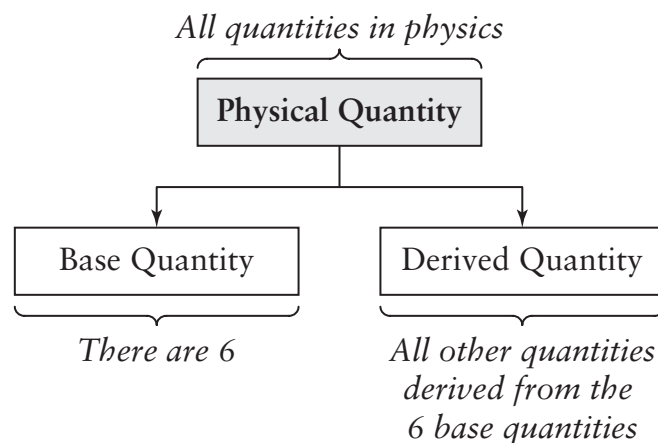 All quantities in physics
Physical Quantity
Base Quantity
There are 6
Derived Quantity
All other quantities
derived from the
6 base quantities